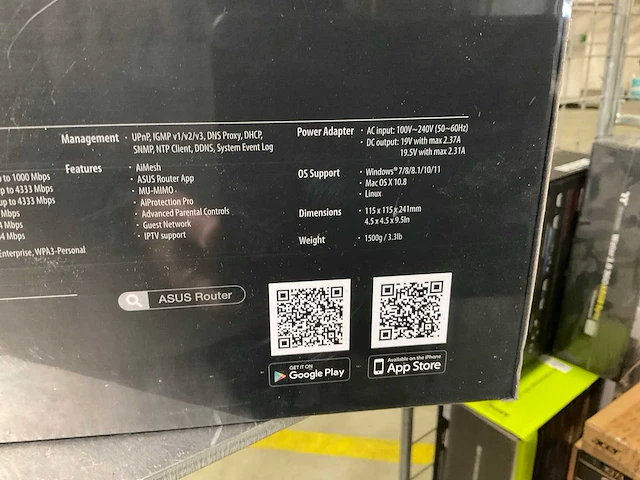 Management · UPnP, IGMP v1/v2/v3, DNS Proxy, DHCP,
SNMP, NTP Client, DDNS, System Event Log
Features · AiMesh
· ASUS Router App
· MU-MIMO
· AiProtection Pro
· Advanced Parental Controls
· Guest Network
· IPTV support
to 1000 Mbps
up to 4333 Mbps
up to 4333 Mbps
Mbps
Mbps
4 Mbps
Enterprise, WPA3-Personal
Power Adapter · AC input: 100V~240V (50~60Hz)
· DC output: 19V with max 2.37A
19.5V with max 2.31A
OS Support · Windows® 7/8/8.1/10/11
· Mac OS X 10.8
· Linux
Dimensions · 115 x 115 x 241mm
4.5 x 4.5 x 9.5in
Weight · 1500g / 3.3lb
ASUS Router
GET IT ON
Google Play
Available on the iPhone
App Store
acer